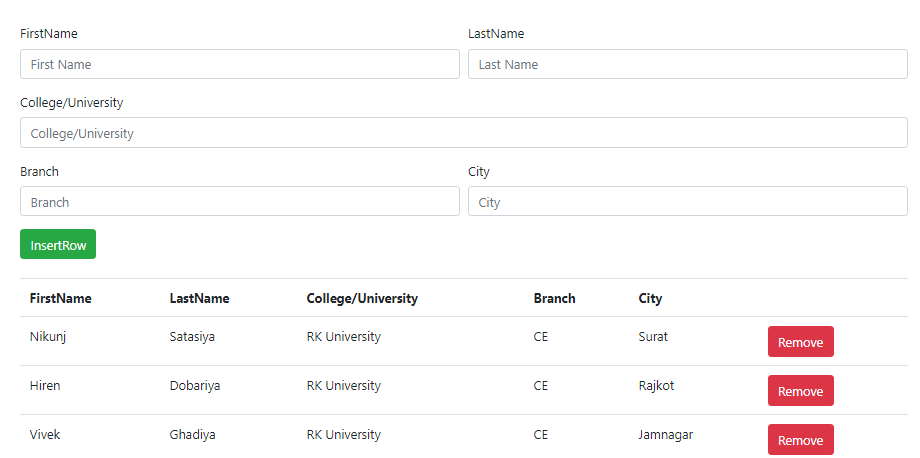 FirstName LastName
First Name Last Name
College/University
College/University
Branch City
Branch City
InsertRow
FirstName LastName College/University Branch City
Nikunj Satasiya RK University CE Surat Remove
Hiren Dobariya RK University CE Rajkot Remove
Vivek Ghadiya RK University CE Jamnagar Remove